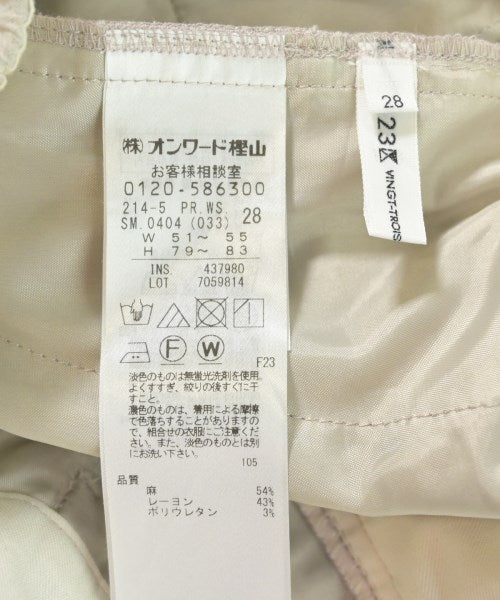 (株)オンワード樫山
お客様相談室
0120-586300
214-5 PR.WS. 28
SM.0404 (033)
W 51〜 55
H 79〜 83
INS 437980
LOT 7059814
F W
F23
淡色のものは無蛍光洗剤を使用。
よくすすぎ、絞りの後すぐに干
すこと。
濃色のものは、着用による摩擦
で色落ちすることがありますの
で、組合せの衣服にご注意くださ
い。また、淡色のものとは別
にお洗い下さい。
105
品質
麻 54%
レーヨン 43%
ポリウレタン 3%
28
23
VINGT-TROIS